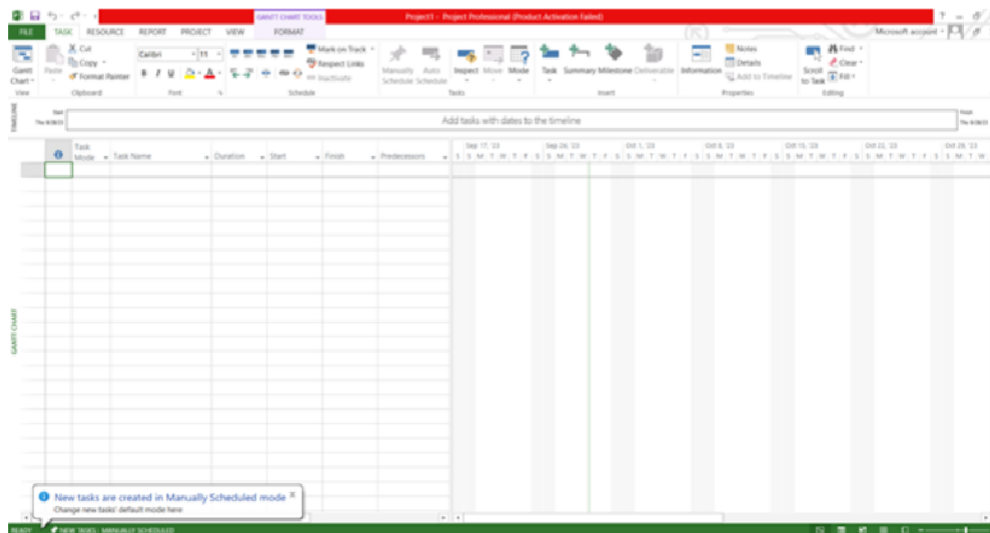 GANTT CHART TOOLS
Project1 - Project Professional (Product Activation Failed)
FILE TASK RESOURCE REPORT PROJECT VIEW FORMAT
Microsoft account
Gantt Chart
View
Paste
Cut
Copy
Format Painter
Clipboard
Calibri 11
B I U
Font
Mark on Track
Respect Links
Inactivate
Schedule
Manually Schedule
Auto Schedule
Inspect Move Mode
Tasks
Task Summary Milestone Deliverable
Insert
Information
Notes
Details
Add to Timeline
Properties
Scroll to Task
Find
Clear
Fill
Editing
TIMELINE
Start
Add tasks with dates to the timeline
Finish
Task Mode Task Name Duration Start Finish Predecessors
Sep 17, '23 Sep 24, '23 Oct 1, '23 Oct 8, '23 Oct 15, '23 Oct 22, '23 Oct 29, '23
S S M T W T F S S M T W T F S S M T W T F S S M T W T F S S M T W T F S S M T W T F S S M T W
GANTT CHART
New tasks are created in Manually Scheduled mode
Change new tasks' default mode here
READY NEW TASKS : MANUALLY SCHEDULED